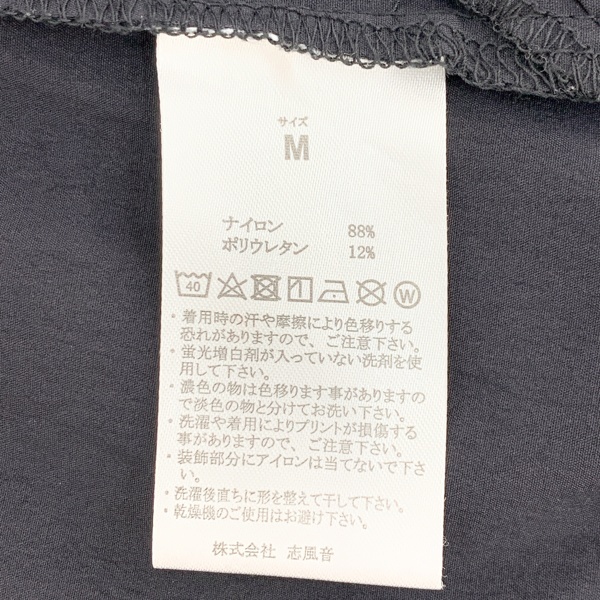 サイズ
M
ナイロン 88%
ポリウレタン 12%
40 W
・着用時の汗や摩擦により色移りする
恐れがありますので、ご注意下さい。
・蛍光増白剤が入っていない洗剤を使
用して下さい。
・濃色の物は色移ります事がありますの
で淡色の物と分けてお洗い下さい。
・洗濯や着用によりプリントが損傷する
事がありますので、ご注意下さい。
・装飾部分にアイロンは当てないで下さ
い。
・洗濯後直ちに形を整えて干して下さい。
・乾燥機のご使用はお避け下さい。
株式会社 志風音